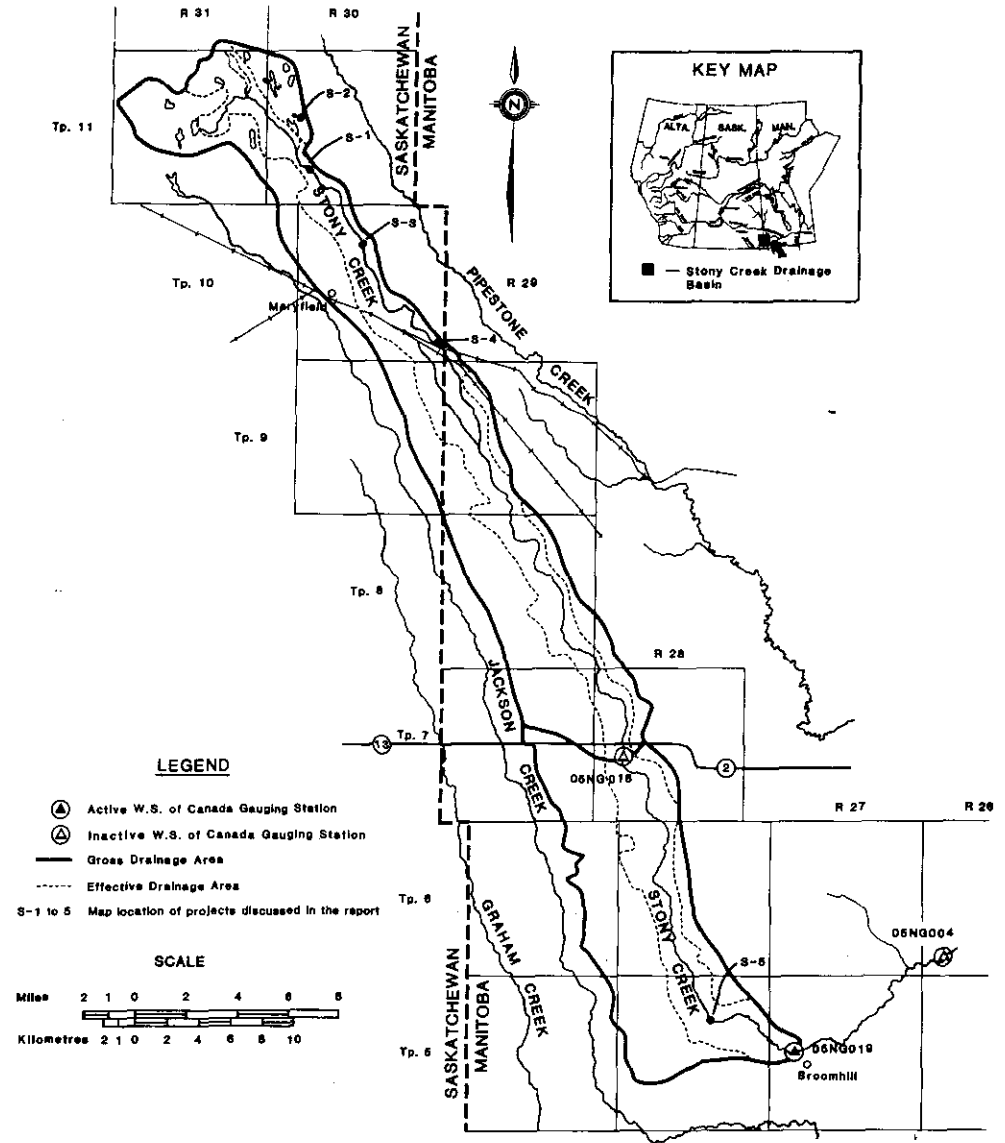 R 31
R 30
SASKATCHEWAN
MANITOBA
N
KEY MAP
ALTA.
SASK.
MAN.
— Stony Creek Drainage
Basin
Tp. 11
S-2
S-1
STONY
CREEK
S-3
Tp. 10
Maryfield
R 29
PIPESTONE
CREEK
S-4
Tp. 9
Tp. 8
R 28
JACKSON
CREEK
Tp. 7
13
2
05NG016
R 27
R 26
LEGEND
Active W.S. of Canada Gauging Station
Inactive W.S. of Canada Gauging Station
Gross Drainage Area
Effective Drainage Area
S-1 to 5 Map location of projects discussed in the report
Tp. 6
GRAHAM
CREEK
STONY
CREEK
05NG004
S-5
SCALE
Miles 2 1 0 2 4 6 8
Kilometres 2 1 0 2 4 6 8 10
Tp. 5
SASKATCHEWAN
MANITOBA
05NG019
Broomhill